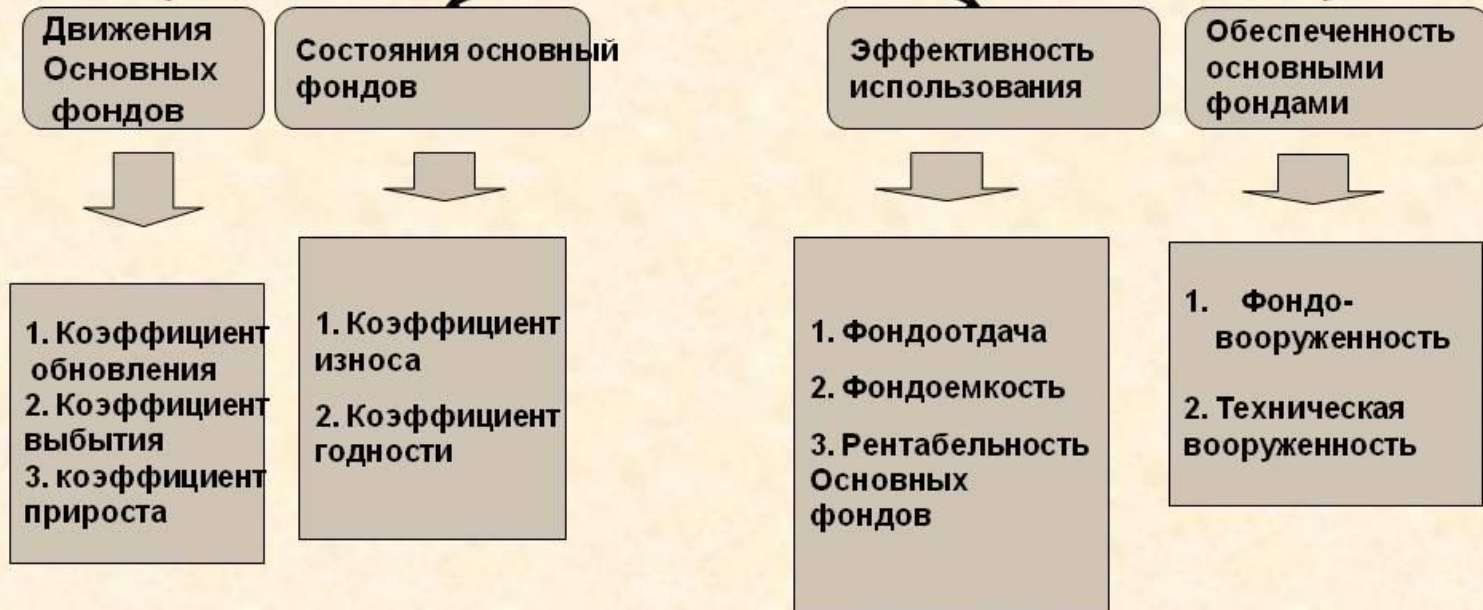 Движения
Основных
фондов
Состояния основный
фондов
Эффективность
использования
Обеспеченность
основными
фондами
1. Коэффициент
обновления
2. Коэффициент
выбытия
3. коэффициент
прироста
1. Коэффициент
износа
2. Коэффициент
годности
1. Фондоотдача
2. Фондоемкость
3. Рентабельность
Основных
фондов
1. Фондо-
вооруженность
2. Техническая
вооруженность